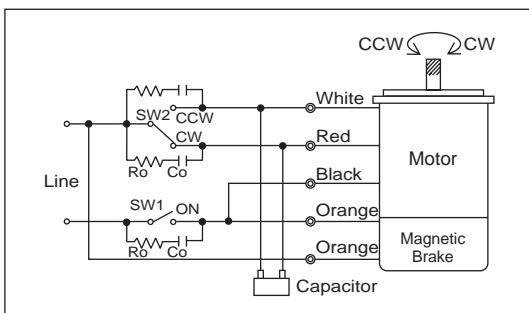 CCW CW
White
SW2 CCW
CW
Red
Ro Co
Motor
Line
Black
SW1 ON
Orange
Ro Co
Magnetic
Brake
Orange
Capacitor